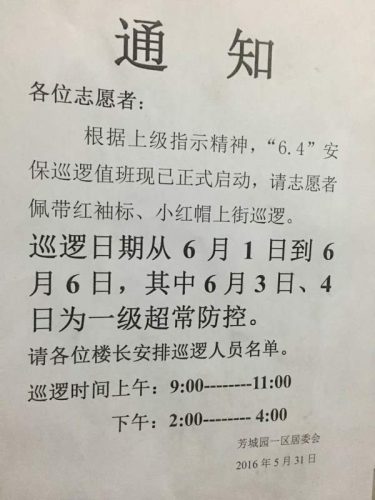 通 知
各位志愿者：
根据上级指示精神，“6.4”安
保巡逻值班现已正式启动，请志愿者
佩带红袖标、小红帽上街巡逻。
巡逻日期从 6 月 1 日到 6
月 6 日，其中 6 月 3 日、4
日为一级超常防控。
请各位楼长安排巡逻人员名单。
巡逻时间上午：9:00--------11:00
下午：2:00-------- 4:00
芳城园一区居委会
2016 年 5 月 31 日